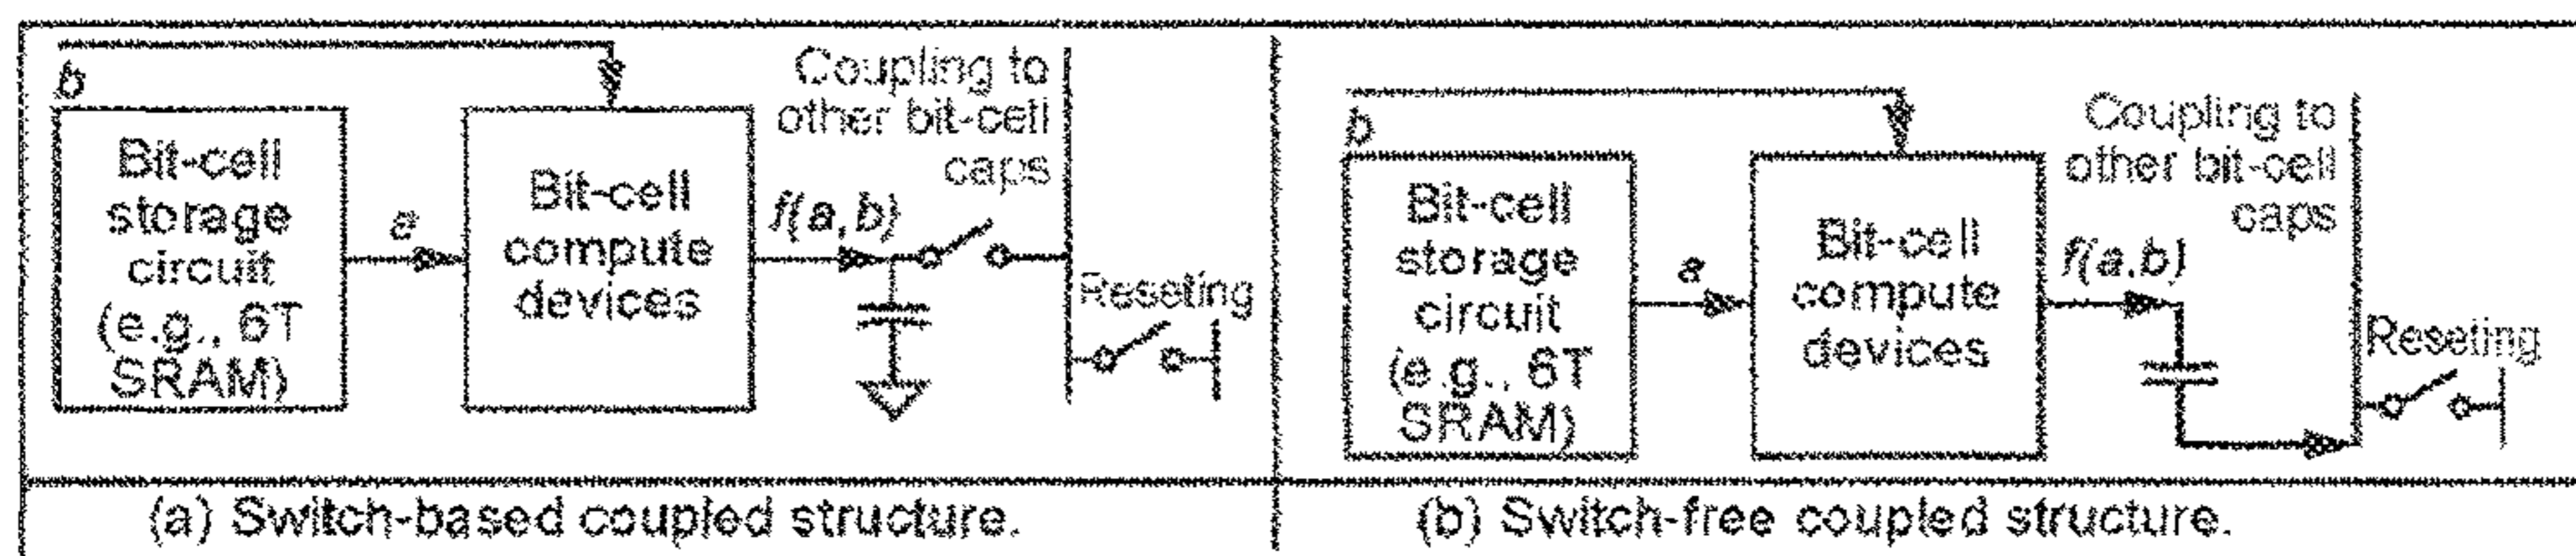 b
Bit-cell
storage
circuit
(e.g., 6T
SRAM)
a
Bit-cell
compute
devices
f(a,b)
Coupling to
other bit-cell
caps
Reseting
(a) Switch-based coupled structure.
b
Bit-cell
storage
circuit
(e.g., 6T
SRAM)
a
Bit-cell
compute
devices
f(a,b)
Coupling to
other bit-cell
caps
Reseting
(b) Switch-free coupled structure.